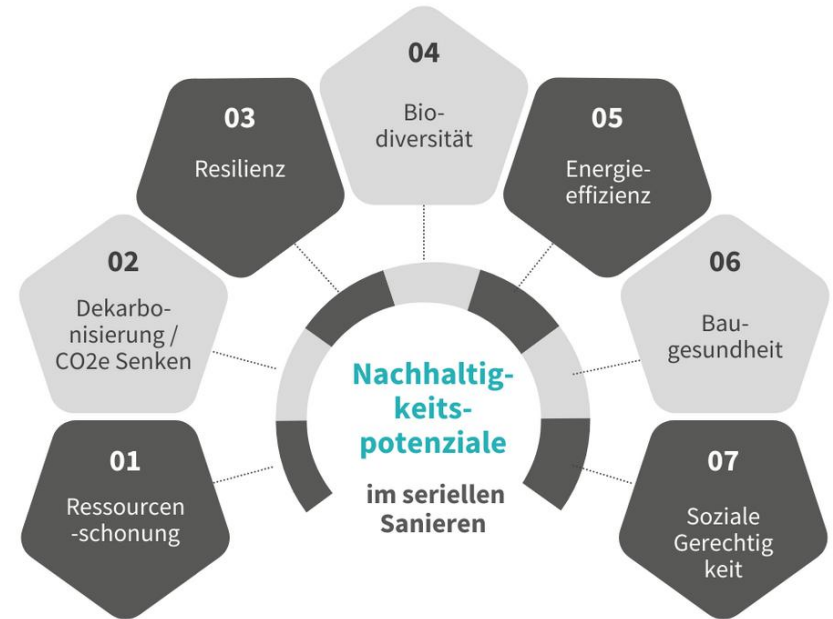 04
Bio-
diversität
03
Resilienz
05
Energie-
effizienz
02
Dekarbo-
nisierung /
CO2e Senken
06
Bau-
gesundheit
Nachhaltig-
keits-
potenziale
im seriellen
Sanieren
01
Ressourcen
-schonung
07
Soziale
Gerechtig
keit